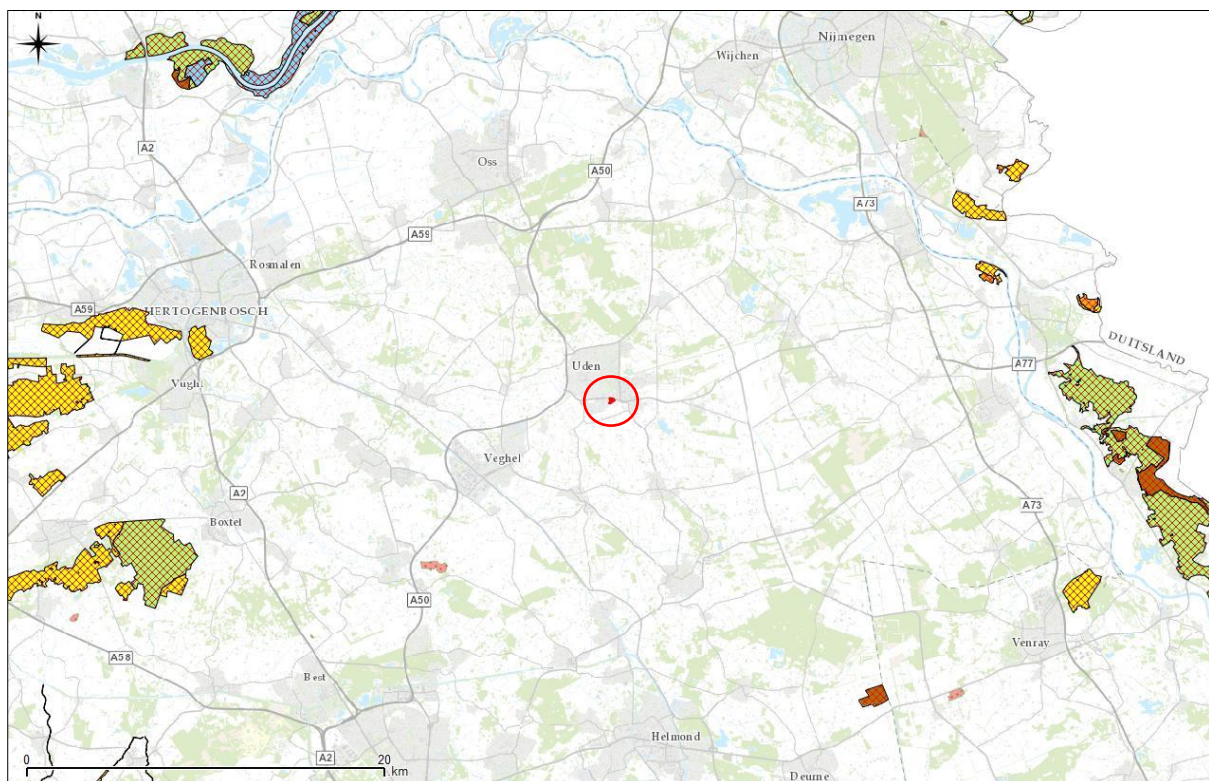 N
Nijmegen
Wijchen
A2
Oss
A50
A73
A59
Rosmalen
A59
HERTOGENBOSCH
DUITSLAND
Uden
A77
Vught
Veghel
A2
A73
Boxtel
A50
Venray
A58
Best
Helmond
A2
0 20
km
Deurne